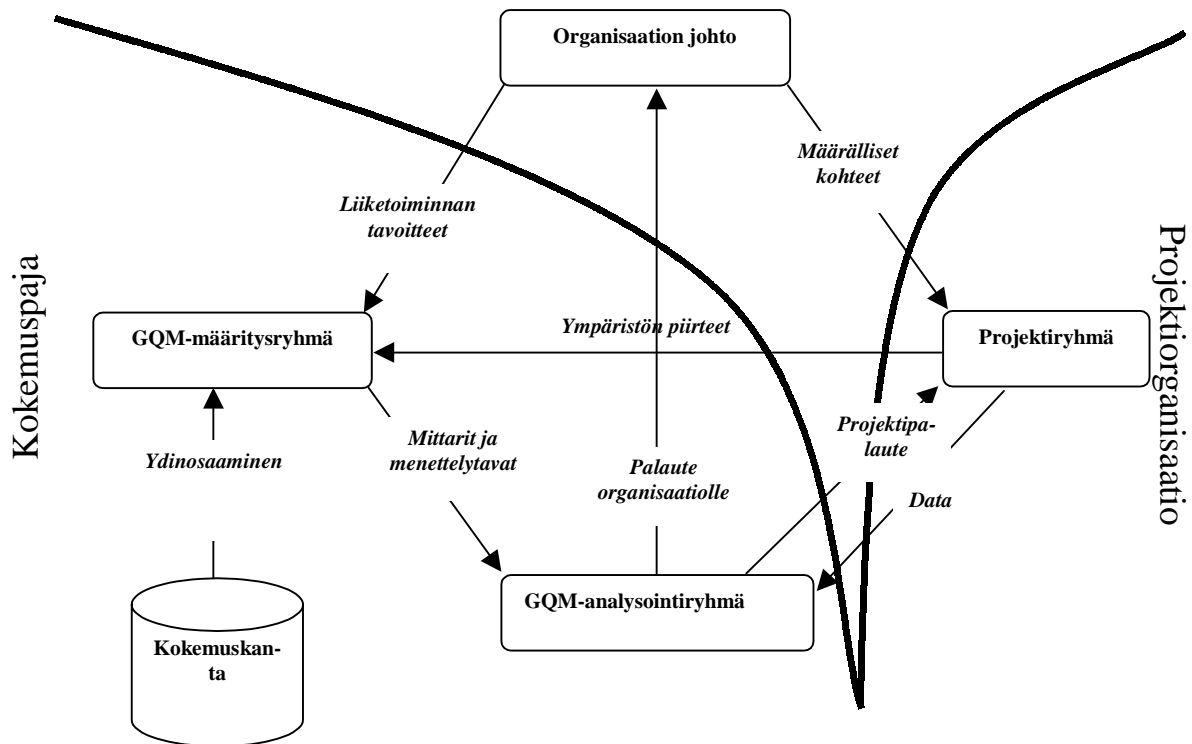 Organisaation johto
Määrälliset
kohteet
Liiketoiminnan
tavoitteet
Kokemuspaja
Projektiorganisaatio
GQM-määritysryhmä
Ympäristön piirteet
Projektiryhmä
Ydinosaaminen
Mittarit ja
menettelytavat
Palaute
organisaatiolle
Projektipa-
laute
Data
GQM-analysointiryhmä
Kokemuskan-
ta